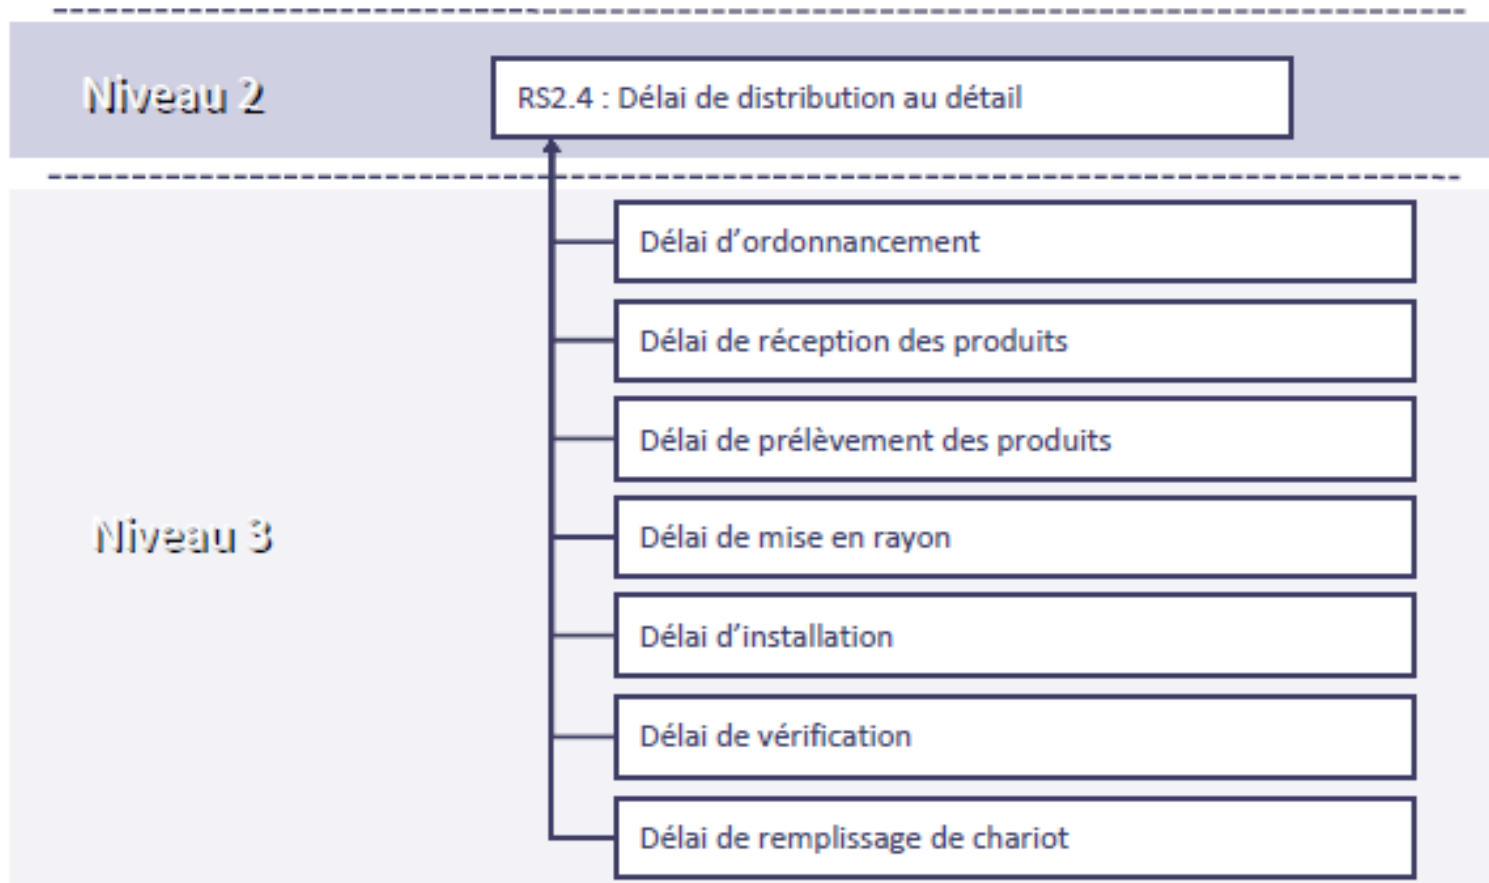 Niveau 2
RS2.4 : Délai de distribution au détail
Délai d’ordonnancement
Délai de réception des produits
Délai de prélèvement des produits
Niveau 3
Délai de mise en rayon
Délai d’installation
Délai de vérification
Délai de remplissage de chariot